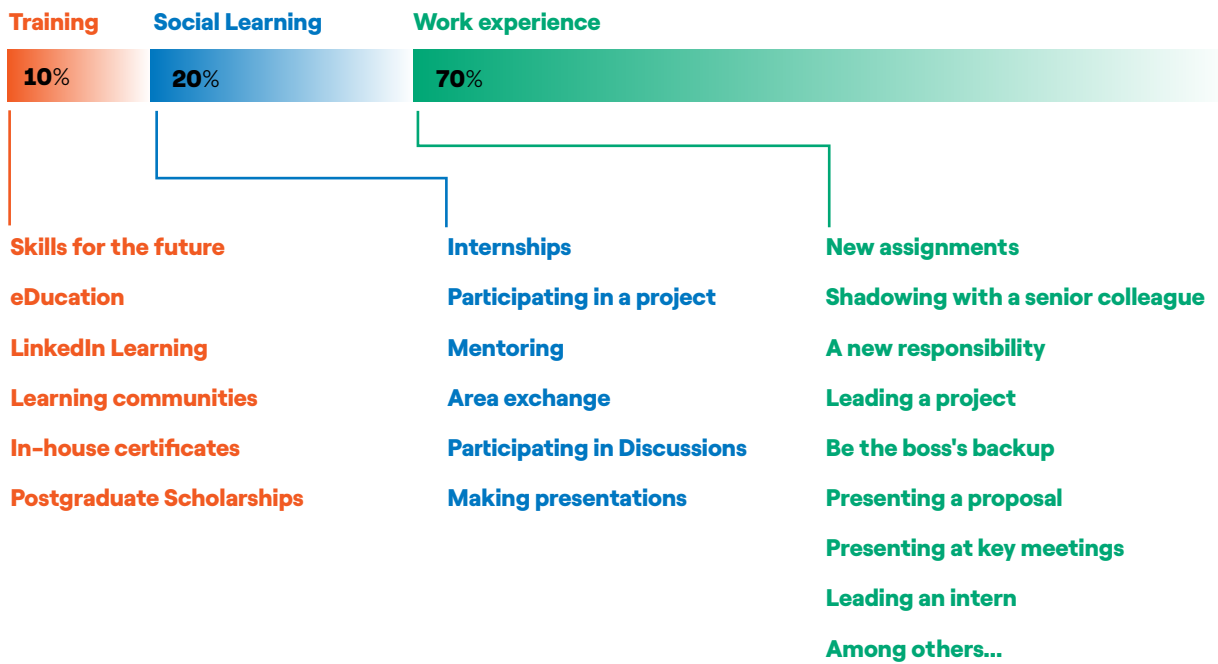 Training
Social Learning
Work experience
10%
20%
70%
Skills for the future
eDucation
LinkedIn Learning
Learning communities
In-house certificates
Postgraduate Scholarships
Internships
Participating in a project
Mentoring
Area exchange
Participating in Discussions
Making presentations
New assignments
Shadowing with a senior colleague
A new responsibility
Leading a project
Be the boss's backup
Presenting a proposal
Presenting at key meetings
Leading an intern
Among others...